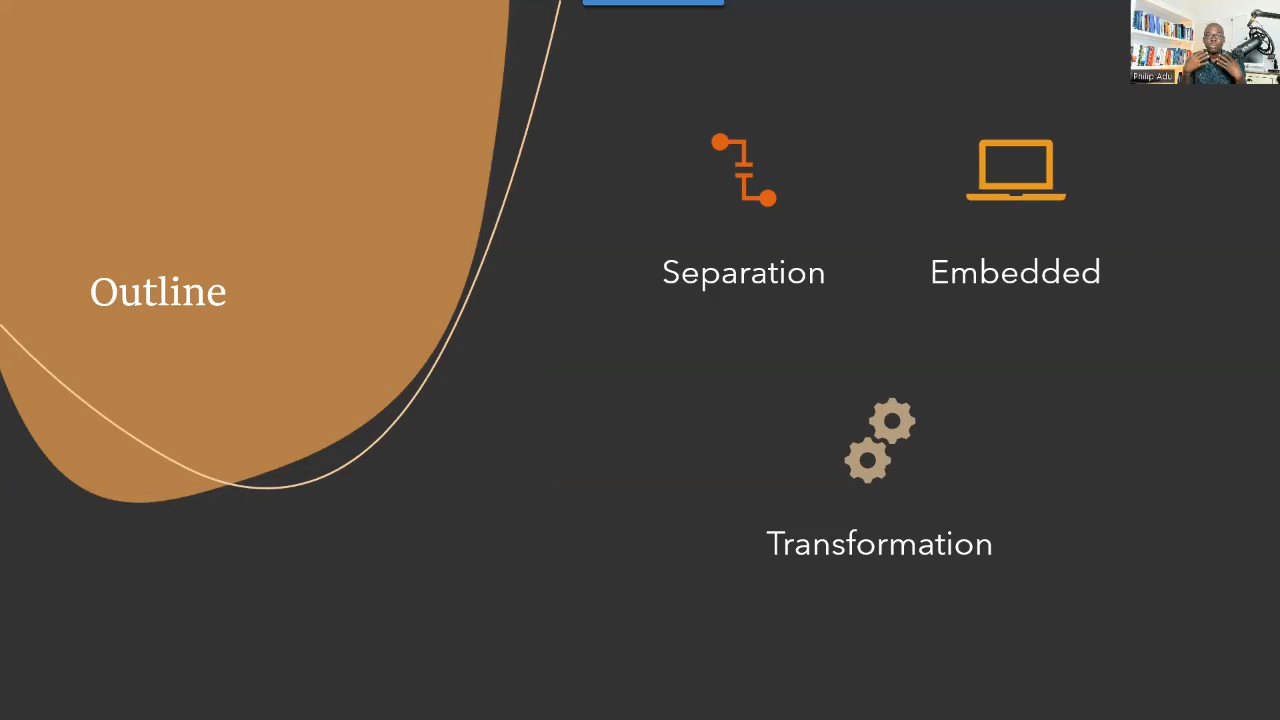 Philip Adu
Separation
Embedded
Outline
Transformation